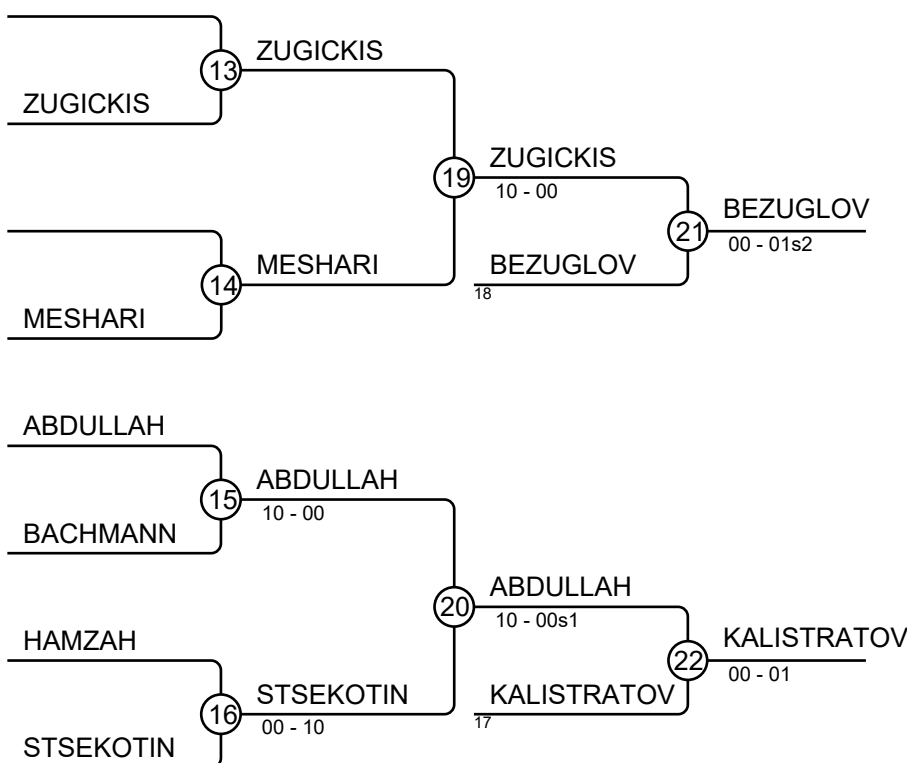 ZUGICKIS
13
ZUGICKIS
ZUGICKIS
10 - 00
19
BEZUGLOV
00 - 01s2
21
MESHARI
BEZUGLOV
18
14
MESHARI
ABDULLAH
ABDULLAH
10 - 00
15
BACHMANN
ABDULLAH
10 - 00s1
20
HAMZAH
KALISTRATOV
00 - 01
22
STSEKOTIN
00 - 10
KALISTRATOV
17
16
STSEKOTIN